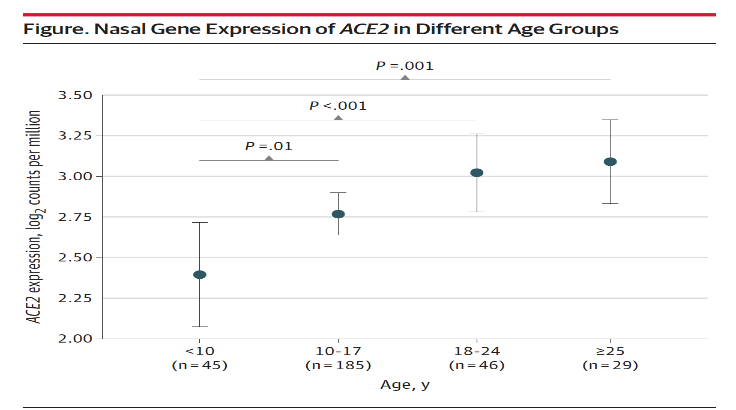 Figure. Nasal Gene Expression of ACE2 in Different Age Groups
P =.001
P <.001
P =.01
ACE2 expression, log2 counts per million
3.50
3.25
3.00
2.75
2.50
2.25
2.00
<10 10-17 18-24 ≥25
(n=45) (n=185) (n=46) (n=29)
Age, y